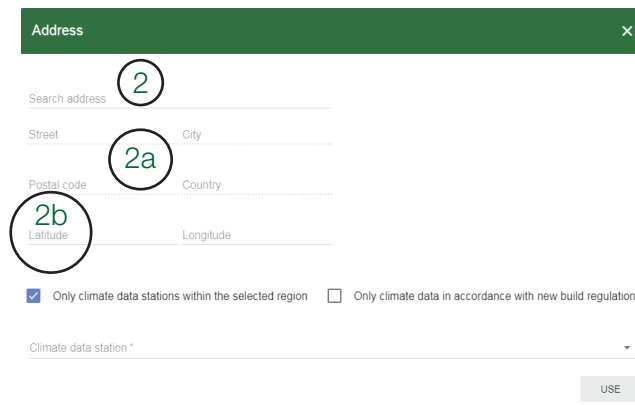 Address ×
2
Search address
Street City
2a
Postal code Country
2b
Latitude Longitude
Only climate data stations within the selected region Only climate data in accordance with new build regulation
Climate data station *
USE